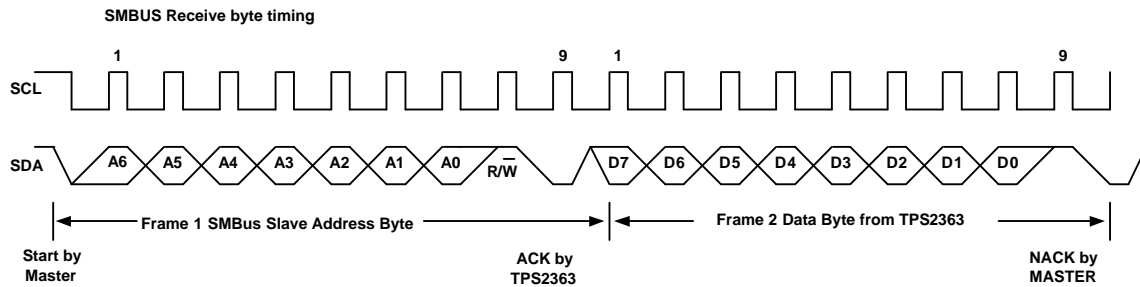 SMBUS Receive byte timing
1 9 1 9
SCL
SDA A6 A5 A4 A3 A2 A1 A0 R/W̅ D7 D6 D5 D4 D3 D2 D1 D0
Frame 1 SMBus Slave Address Byte Frame 2 Data Byte from TPS2363
Start by ACK by NACK by
Master TPS2363 MASTER